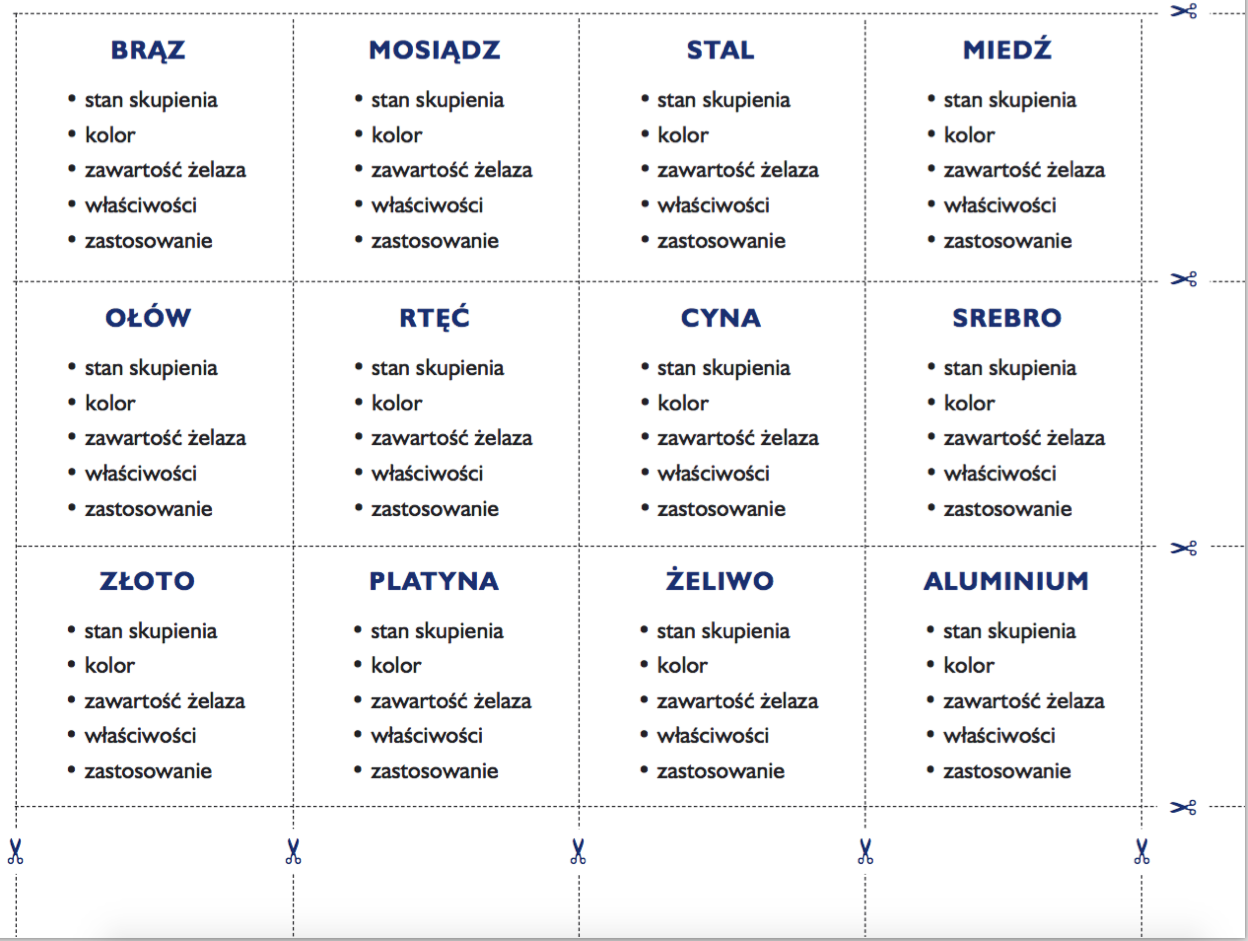 BRĄZ
• stan skupienia
• kolor
• zawartość żelaza
• właściwości
• zastosowanie
MOSIĄDZ
• stan skupienia
• kolor
• zawartość żelaza
• właściwości
• zastosowanie
STAL
• stan skupienia
• kolor
• zawartość żelaza
• właściwości
• zastosowanie
MIEDŹ
• stan skupienia
• kolor
• zawartość żelaza
• właściwości
• zastosowanie
OŁÓW
• stan skupienia
• kolor
• zawartość żelaza
• właściwości
• zastosowanie
RTĘĆ
• stan skupienia
• kolor
• zawartość żelaza
• właściwości
• zastosowanie
CYNA
• stan skupienia
• kolor
• zawartość żelaza
• właściwości
• zastosowanie
SREBRO
• stan skupienia
• kolor
• zawartość żelaza
• właściwości
• zastosowanie
ZŁOTO
• stan skupienia
• kolor
• zawartość żelaza
• właściwości
• zastosowanie
PLATYNA
• stan skupienia
• kolor
• zawartość żelaza
• właściwości
• zastosowanie
ŻELIWO
• stan skupienia
• kolor
• zawartość żelaza
• właściwości
• zastosowanie
ALUMINIUM
• stan skupienia
• kolor
• zawartość żelaza
• właściwości
• zastosowanie